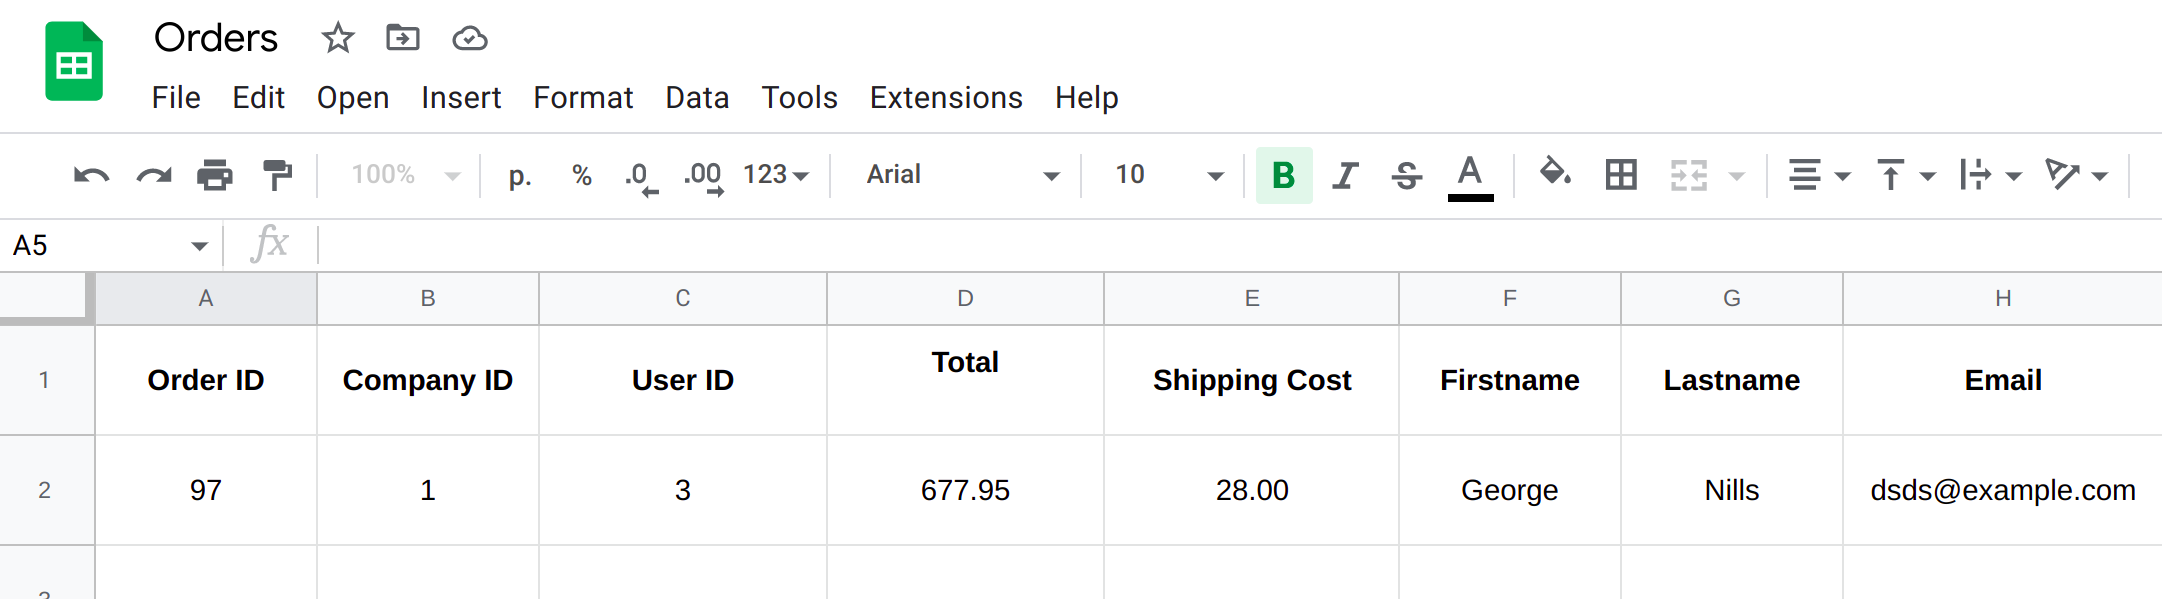 Orders
File Edit Open Insert Format Data Tools Extensions Help
100% p. % .0 .00 123 Arial 10 B I S A
A5 fx
A B C D E F G H
1 Order ID Company ID User ID Total Shipping Cost Firstname Lastname Email
2 97 1 3 677.95 28.00 George Nills dsds@example.com
3